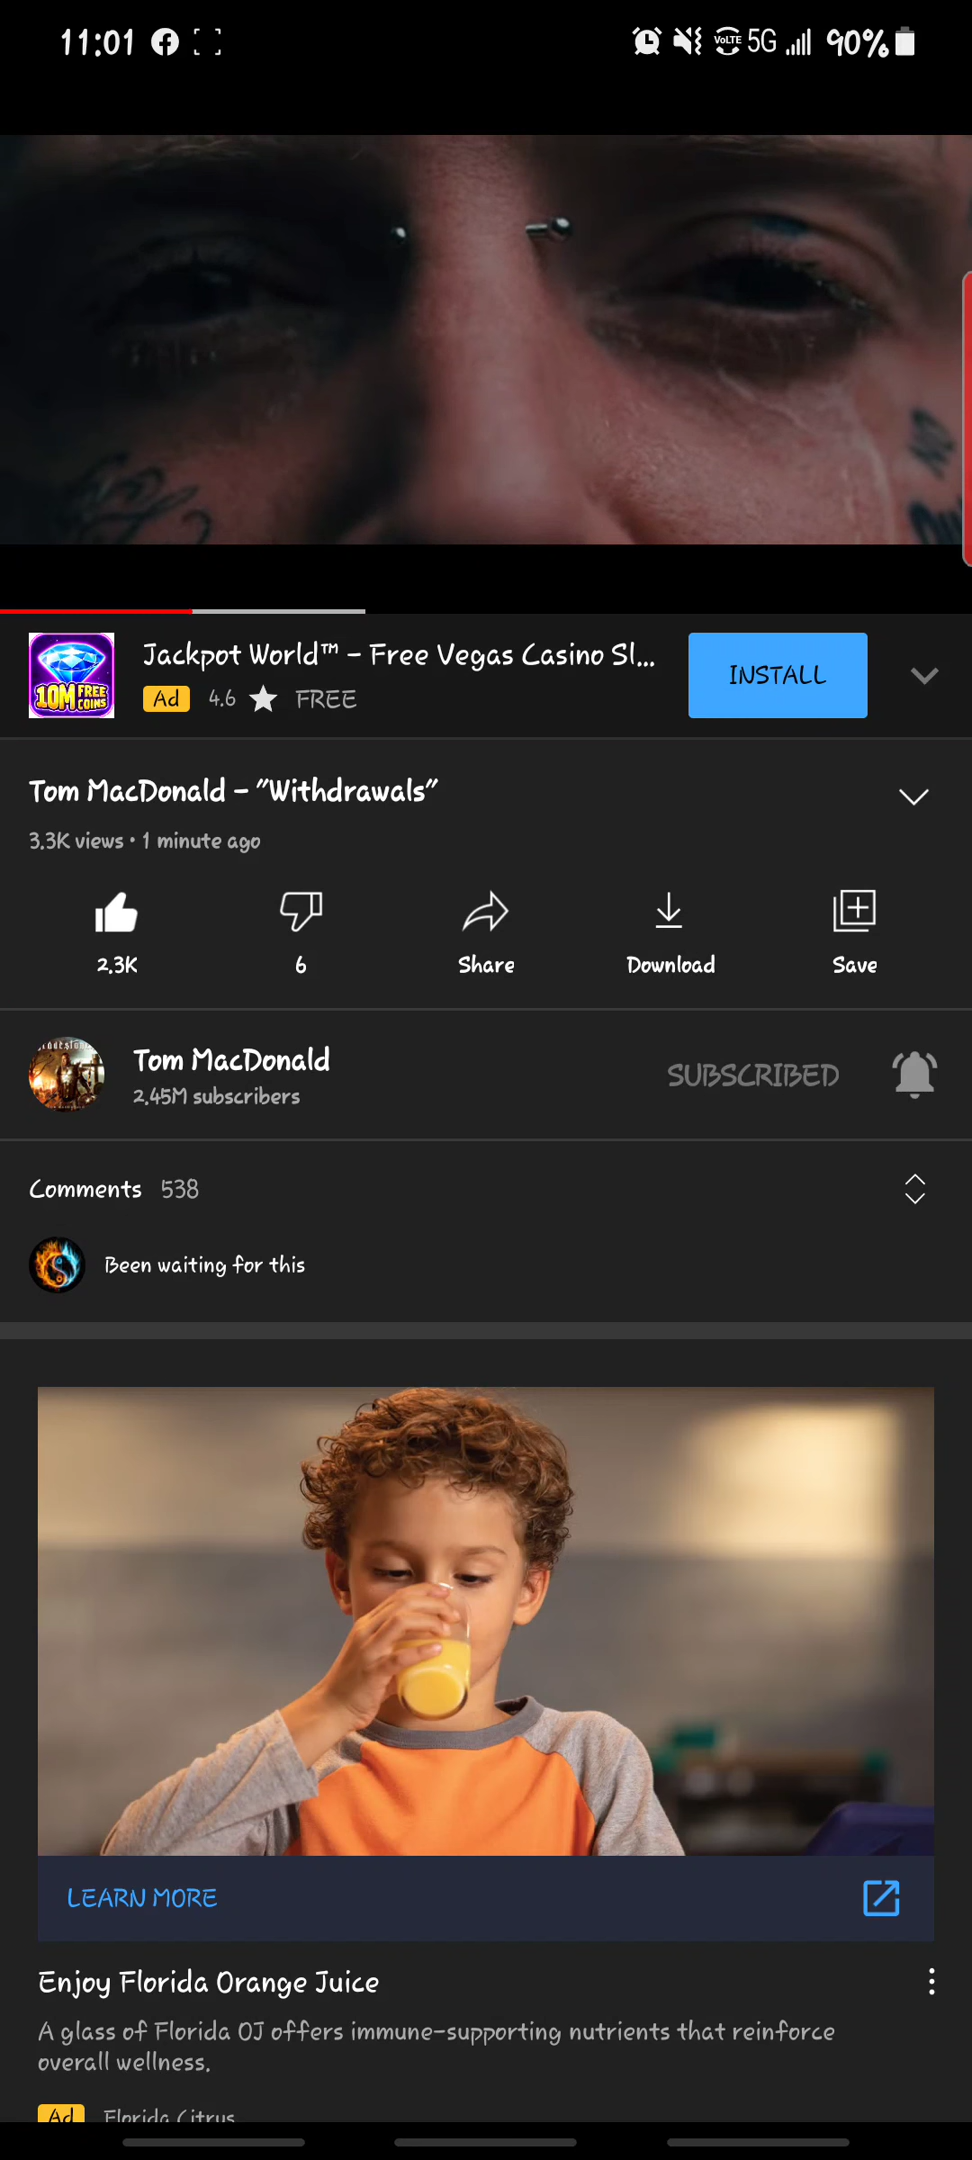 11:01 VoLTE 5G 90%
10M FREE COINS
Jackpot World™ - Free Vegas Casino Sl...
INSTALL
Ad 4.6 FREE
Tom MacDonald - "Withdrawals"
3.3K views • 1 minute ago
2.3K 6 Share Download Save
Tom MacDonald
2.45M subscribers
SUBSCRIBED
Comments 538
Been waiting for this
LEARN MORE
Enjoy Florida Orange Juice
A glass of Florida OJ offers immune-supporting nutrients that reinforce
overall wellness.
Ad Florida Citrus